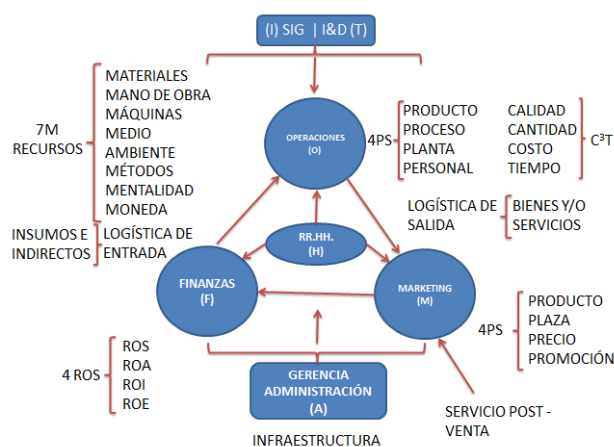 (I) SIG | I&D (T)
7M
RECURSOS
MATERIALES
MANO DE OBRA
MÁQUINAS
MEDIO
AMBIENTE
MÉTODOS
MENTALIDAD
MONEDA
OPERACIONES
(O)
4PS
PRODUCTO
PROCESO
PLANTA
PERSONAL
CALIDAD
CANTIDAD
COSTO
TIEMPO
C³T
INSUMOS E
INDIRECTOS
LOGÍSTICA DE
ENTRADA
RR.HH.
(H)
LOGÍSTICA DE
SALIDA
BIENES Y/O
SERVICIOS
FINANZAS
(F)
MARKETING
(M)
4PS
PRODUCTO
PLAZA
PRECIO
PROMOCIÓN
4 ROS
ROS
ROA
ROI
ROE
GERENCIA
ADMINISTRACIÓN
(A)
INFRAESTRUCTURA
SERVICIO POST -
VENTA